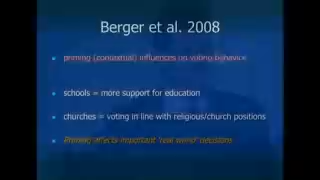 Berger et al. 2008
priming (contextual) influences on voting behavior
schools = more support for education
churches = voting in line with religious/church positions
Priming affects important 'real world' decisions